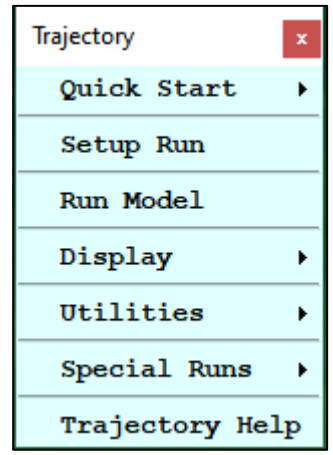 Trajectory x
Quick Start
Setup Run
Run Model
Display
Utilities
Special Runs
Trajectory Help